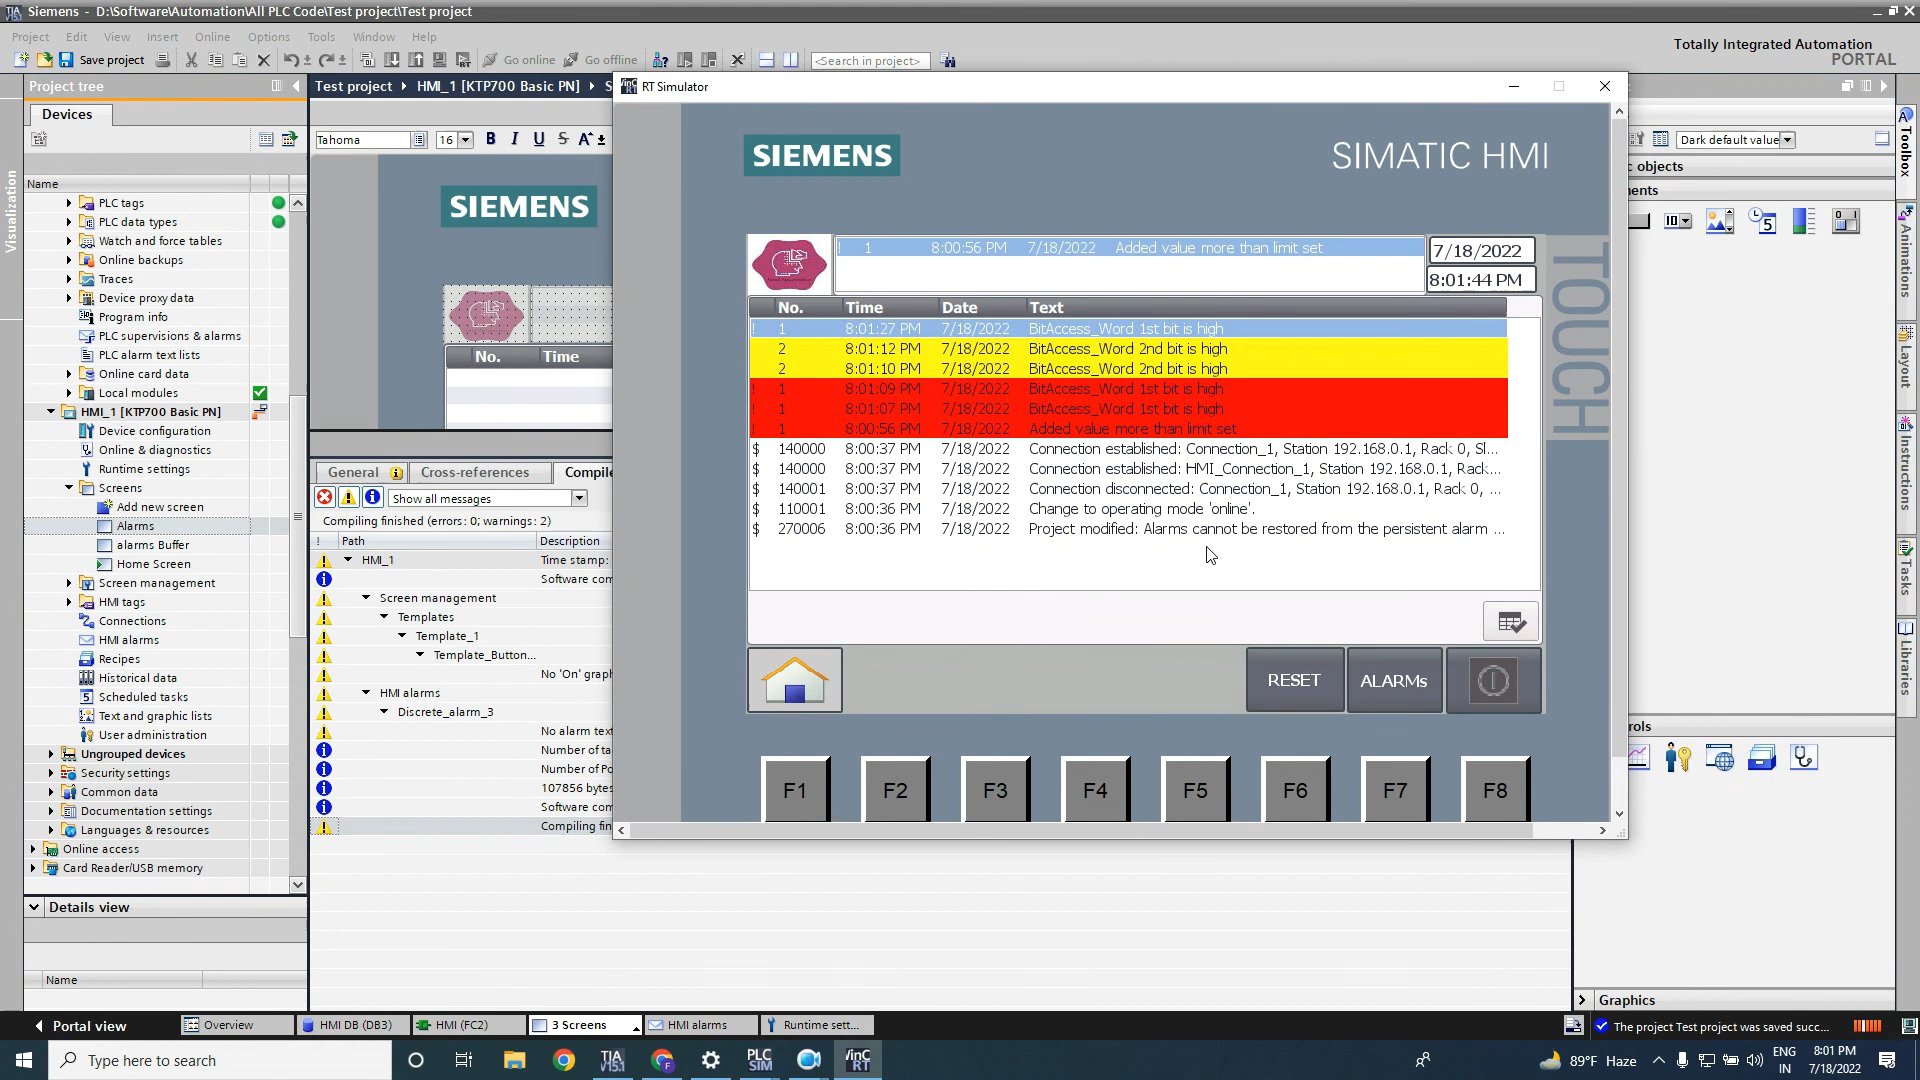 Siemens - D:\Software\Automation\All PLC Code\Test project\Test project
Project Edit View Insert Online Options Tools Window Help
Totally Integrated Automation
PORTAL
Save project
Go online
Go offline
<Search in project>
Project tree
Test project HMI_1 [KTP700 Basic PN]
RT Simulator
Devices
Tahoma
16
B I U S A
Dark default value
Toolbox
SIEMENS
SIMATIC HMI
c objects
Name
ments
PLC tags
PLC data types
Watch and force tables
Online backups
Traces
Device proxy data
Program info
PLC supervisions & alarms
PLC alarm text lists
Online card data
Local modules
HMI_1 [KTP700 Basic PN]
Device configuration
Online & diagnostics
Runtime settings
Screens
Add new screen
Alarms
alarms Buffer
Home Screen
Screen management
HMI tags
Connections
HMI alarms
Recipes
Historical data
Scheduled tasks
Text and graphic lists
User administration
Ungrouped devices
Security settings
Common data
Documentation settings
Languages & resources
Online access
Card Reader/USB memory
Details view
Name
Visualization
SIEMENS
No. Time
General
Cross-references
Compile
Show all messages
Compiling finished (errors: 0; warnings: 2)
! Path Description
HMI_1 Time stamp:
Software com
Screen management
Templates
Template_1
Template_Button...
No 'On' graph
HMI alarms
Discrete_alarm_3
No alarm text
Number of ta
Number of Po
107856 bytes
Software com
Compiling fin
! 1 8:00:56 PM 7/18/2022 Added value more than limit set
7/18/2022
8:01:44 PM
No. Time Date Text
! 1 8:01:27 PM 7/18/2022 BitAccess_Word 1st bit is high
2 8:01:12 PM 7/18/2022 BitAccess_Word 2nd bit is high
2 8:01:10 PM 7/18/2022 BitAccess_Word 2nd bit is high
! 1 8:01:09 PM 7/18/2022 BitAccess_Word 1st bit is high
! 1 8:01:07 PM 7/18/2022 BitAccess_Word 1st bit is high
! 1 8:00:56 PM 7/18/2022 Added value more than limit set
$ 140000 8:00:37 PM 7/18/2022 Connection established: Connection_1, Station 192.168.0.1, Rack 0, Sl...
$ 140000 8:00:37 PM 7/18/2022 Connection established: HMI_Connection_1, Station 192.168.0.1, Rack...
$ 140001 8:00:37 PM 7/18/2022 Connection disconnected: Connection_1, Station 192.168.0.1, Rack 0, ...
$ 110001 8:00:36 PM 7/18/2022 Change to operating mode 'online'.
$ 270006 8:00:36 PM 7/18/2022 Project modified: Alarms cannot be restored from the persistent alarm ...
TOUCH
RESET
ALARMs
F1 F2 F3 F4 F5 F6 F7 F8
Animations
Layout
Instructions
Tasks
Libraries
rols
Graphics
Portal view
Overview
HMI DB (DB3)
HMI (FC2)
3 Screens
HMI alarms
Runtime sett...
The project Test project was saved succ...
Type here to search
TIA V15.1
PLC SIM
WinC RT
89°F Haze
ENG
IN
8:01 PM
7/18/2022